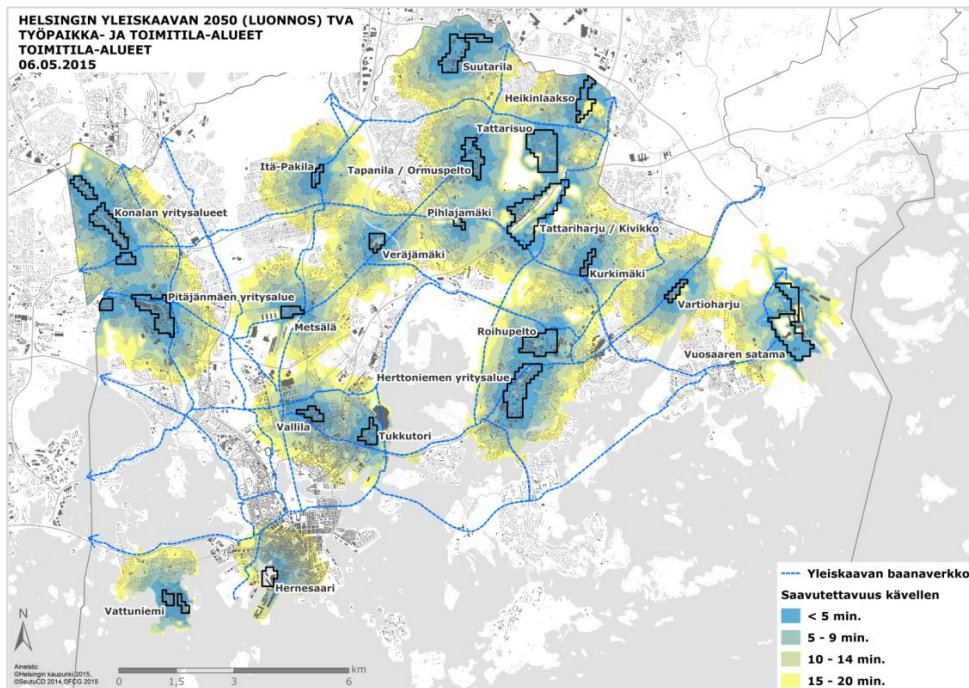 HELSINGIN YLEISKAAVAN 2050 (LUONNOS) TVA
TYÖPAIKKA- JA TOIMITILA-ALUEET
TOIMITILA-ALUEET
06.05.2015
Suutarila
Heikinlaakso
Tattarisuo
Itä-Pakila
Tapanila / Ormuspelto
Konalan yritysalueet
Pihlajamäki
Tattariharju / Kivikko
Veräjämäki
Kurkimäki
Pitäjänmäen yritysalue
Vartioharju
Metsälä
Roihupelto
Vuosaaren satama
Herttoniemen yritysalue
Vallila
Tukkutori
Hernesaari
Vattuniemi
Yleiskaavan baanaverkko
Saavutettavuus kävellen
< 5 min.
5 - 9 min.
10 - 14 min.
15 - 20 min.
N
Aineisto:
©Helsingin kaupunki 2015,
©SeutuCD 2014, ©FCG 2015
km
0 1,5 3 6